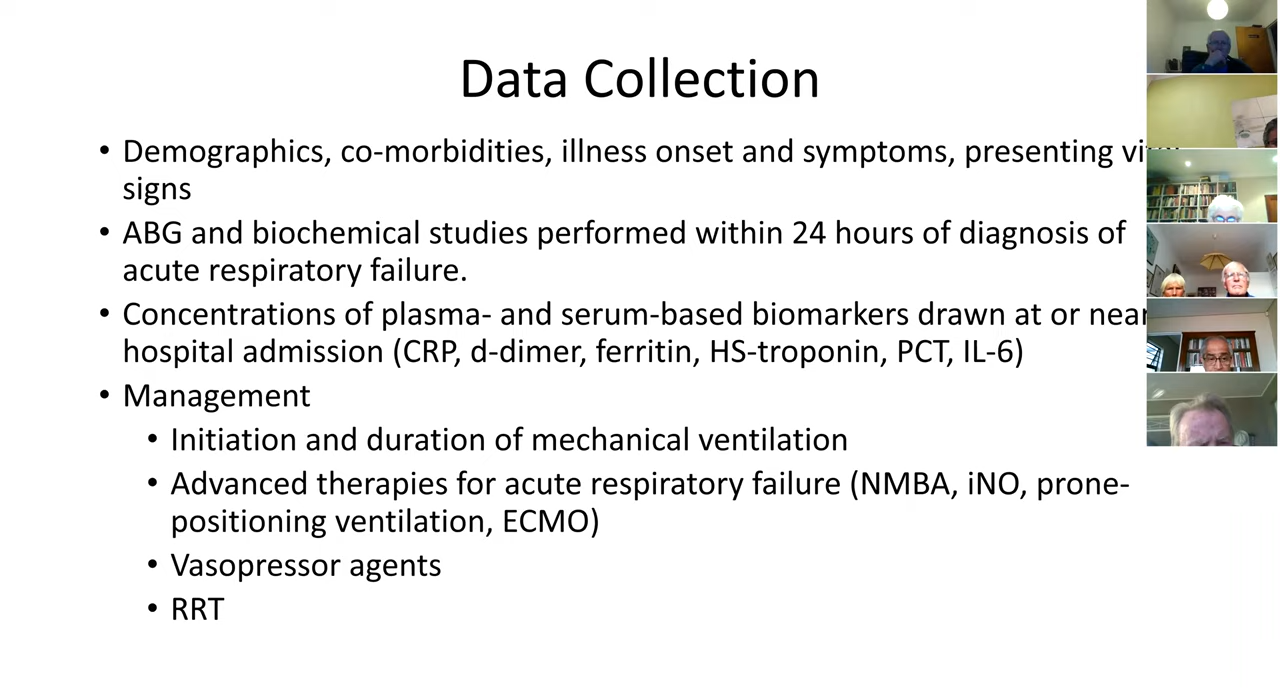 Data Collection
• Demographics, co-morbidities, illness onset and symptoms, presenting
signs
• ABG and biochemical studies performed within 24 hours of diagnosis of
acute respiratory failure.
• Concentrations of plasma- and serum-based biomarkers drawn at or near
hospital admission (CRP, d-dimer, ferritin, HS-troponin, PCT, IL-6)
• Management
• Initiation and duration of mechanical ventilation
• Advanced therapies for acute respiratory failure (NMBA, iNO, prone-
positioning ventilation, ECMO)
• Vasopressor agents
• RRT